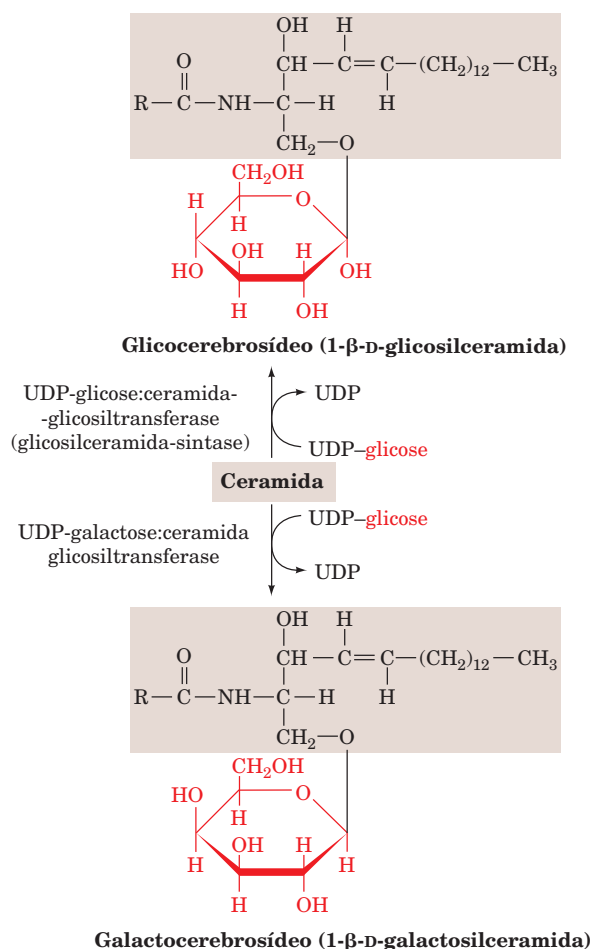 OH H
O CH—C=C—(CH₂)₁₂—CH₃
R—C—NH—C—H H
CH₂—O
CH₂OH
H O
H
OH H
HO OH
H OH
Glicocerebrosídeo (1-β-D-glicosilceramida)
UDP-glicose:ceramida-
-glicosiltransferase
(glicosilceramida-sintase)
UDP
UDP–glicose
Ceramida
UDP-galactose:ceramida
glicosiltransferase
UDP–glicose
UDP
OH H
O CH—C=C—(CH₂)₁₂—CH₃
R—C—NH—C—H H
CH₂—O
CH₂OH
HO O
H
OH H
H H
H OH
Galactocerebrosídeo (1-β-D-galactosilceramida)